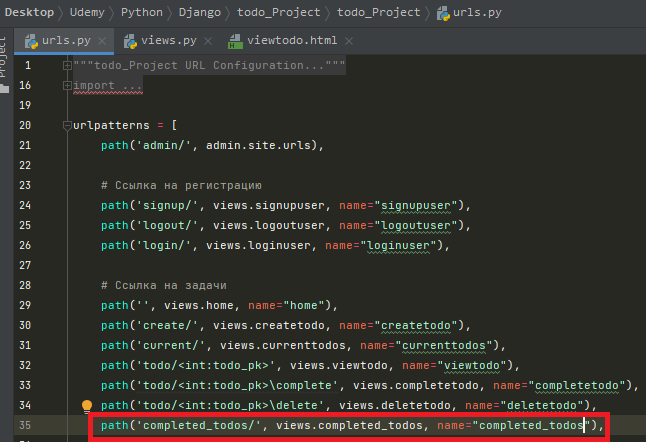 Desktop > Udemy > Python > Django > todo_Project > todo_Project > urls.py
urls.py × views.py × viewtodo.html ×
Project
1 """todo_Project URL Configuration..."""
16 import ...
19
20 urlpatterns = [
21 path('admin/', admin.site.urls),
22
23 # Ссылка на регистрацию
24 path('signup/', views.signupuser, name="signupuser"),
25 path('logout/', views.logoutuser, name="logoutuser"),
26 path('login/', views.loginuser, name="loginuser"),
27
28 # Ссылка на задачи
29 path('', views.home, name="home"),
30 path('create/', views.createtodo, name="createtodo"),
31 path('current/', views.currenttodos, name="currenttodos"),
32 path('todo/<int:todo_pk>', views.viewtodo, name="viewtodo"),
33 path('todo/<int:todo_pk>\complete', views.completetodo, name="completetodo"),
34 path('todo/<int:todo_pk>\delete', views.deletetodo, name="deletetodo"),
35 path('completed_todos/', views.completed_todos, name="completed_todos"),